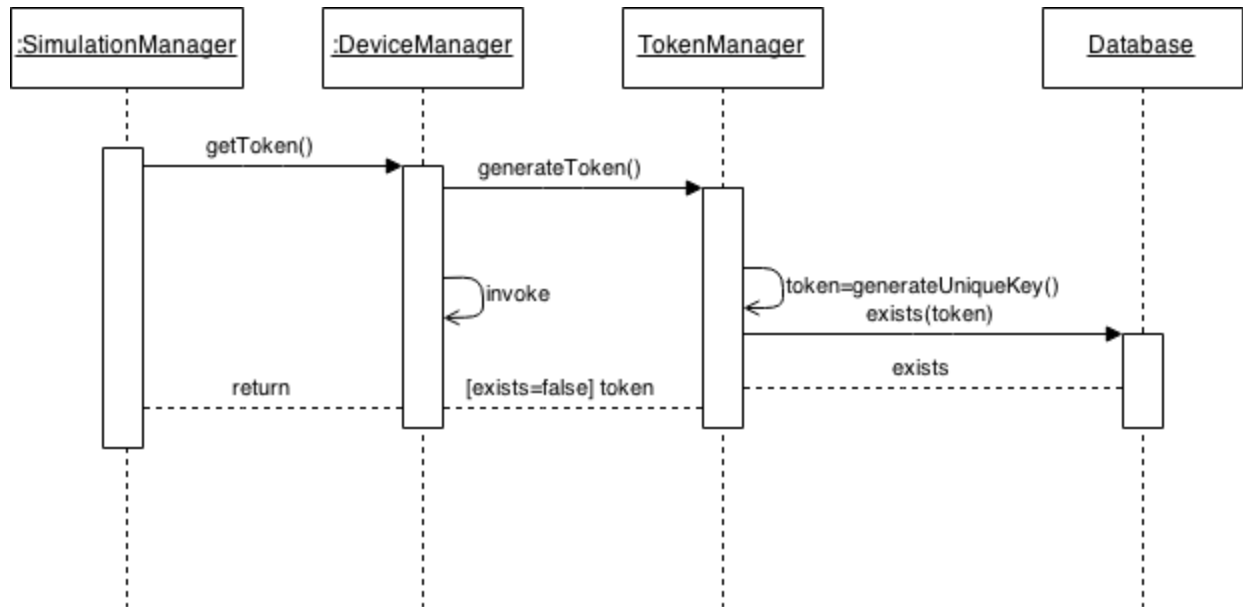 :SimulationManager
:DeviceManager
TokenManager
Database
getToken()
generateToken()
invoke
token=generateUniqueKey()
exists(token)
exists
return
[exists=false] token